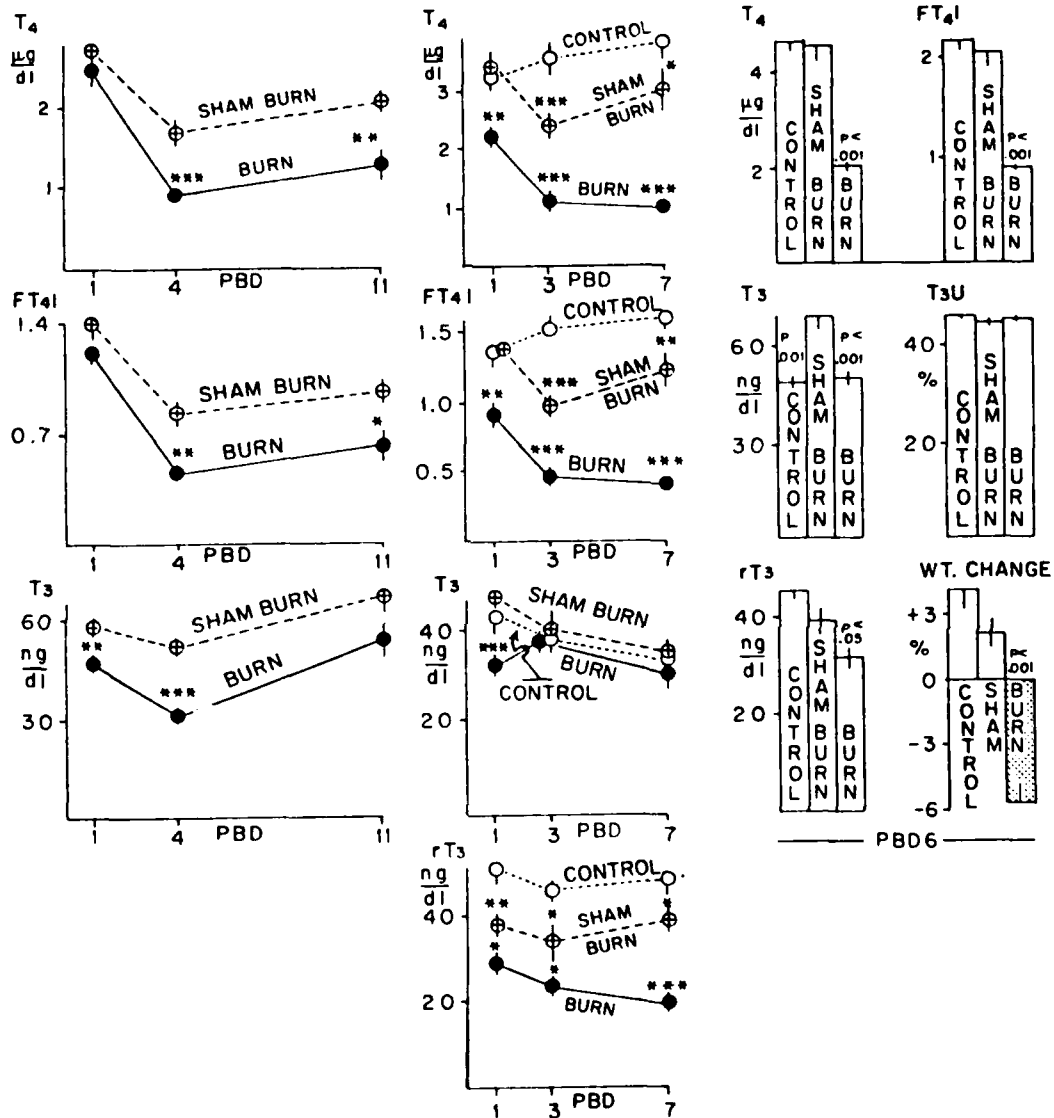 T4
µg
dl
2
1
SHAM BURN
***
**
BURN
1
4
PBD
11
FT4I
1.4
0.7
SHAM BURN
**
*
BURN
1
4
PBD
11
T3
60
ng
dl
30
SHAM BURN
**
***
BURN
1
4
PBD
11
T4
µg
dl
3
2
1
CONTROL
*
***
SHAM
BURN
**
***
BURN
***
1
3
PBD
7
FT4I
1.5
1.0
0.5
CONTROL
**
***
SHAM
BURN
**
***
BURN
***
1
3
PBD
7
T3
40
ng
dl
20
SHAM BURN
***
BURN
CONTROL
1
3
PBD
7
rT3
ng
dl
40
20
CONTROL
**
*
SHAM
BURN
*
*
*
***
BURN
1
3
PBD
7
T4
4
µg
dl
2
CONTROL
SHAM BURN
P<
.001
BURN
FT4I
2
1
CONTROL
SHAM BURN
P<
.001
BURN
T3
60
ng
dl
30
P
.001
CONTROL
SHAM BURN
P<
.001
BURN
T3U
40
%
20
CONTROL
SHAM BURN
BURN
rT3
40
ng
dl
20
CONTROL
SHAM BURN
P<
.05
BURN
WT. CHANGE
+3
%
0
-3
-6
CONTROL
SHAM
P<
.001
BURN
PBD6